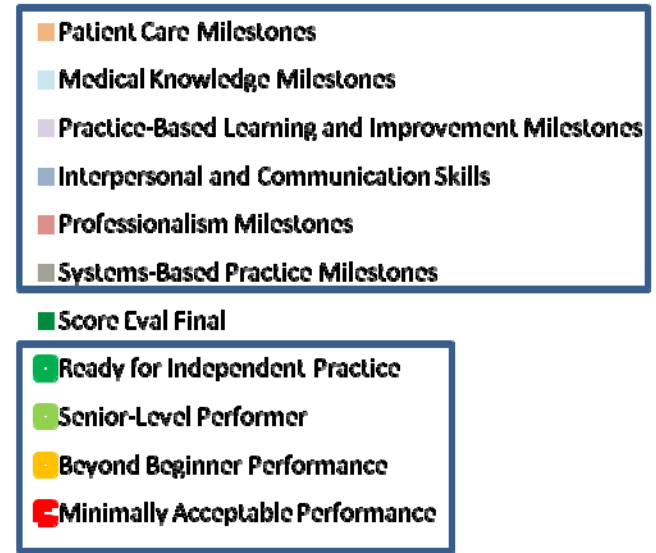 Patient Care Milestones
Medical Knowledge Milestones
Practice-Based Learning and Improvement Milestones
Interpersonal and Communication Skills
Professionalism Milestones
Systems-Based Practice Milestones
Score Eval Final
Ready for Independent Practice
Senior-Level Performer
Beyond Beginner Performance
Minimally Acceptable Performance